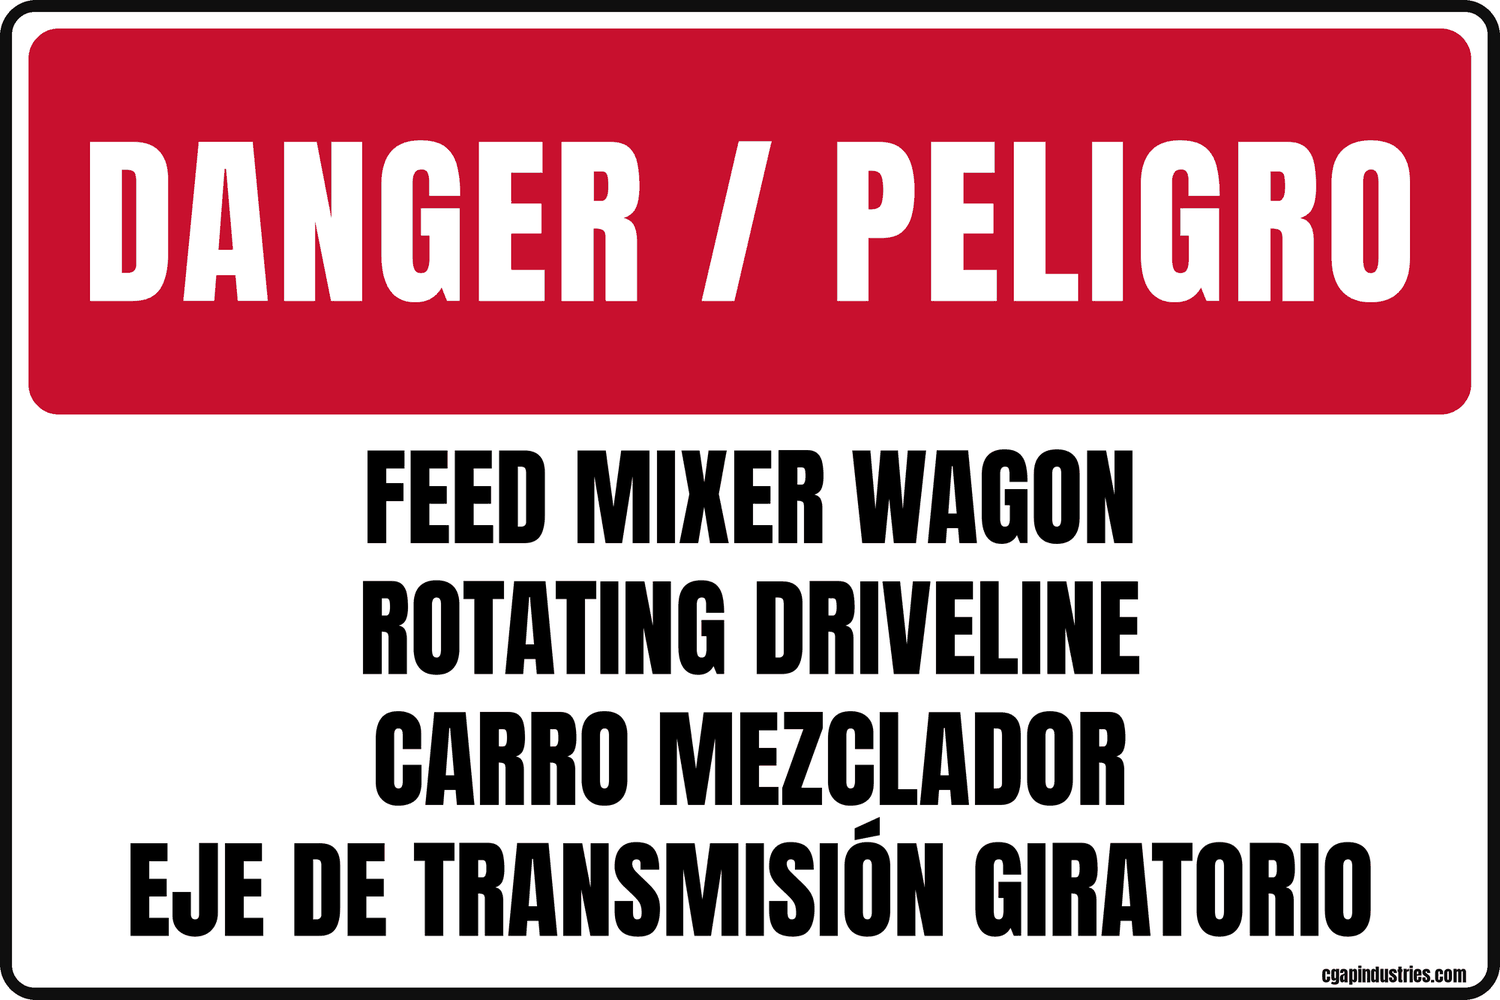 DANGER / PELIGRO
FEED MIXER WAGON
ROTATING DRIVELINE
CARRO MEZCLADOR
EJE DE TRANSMISIÓN GIRATORIO
cgapindustries.com